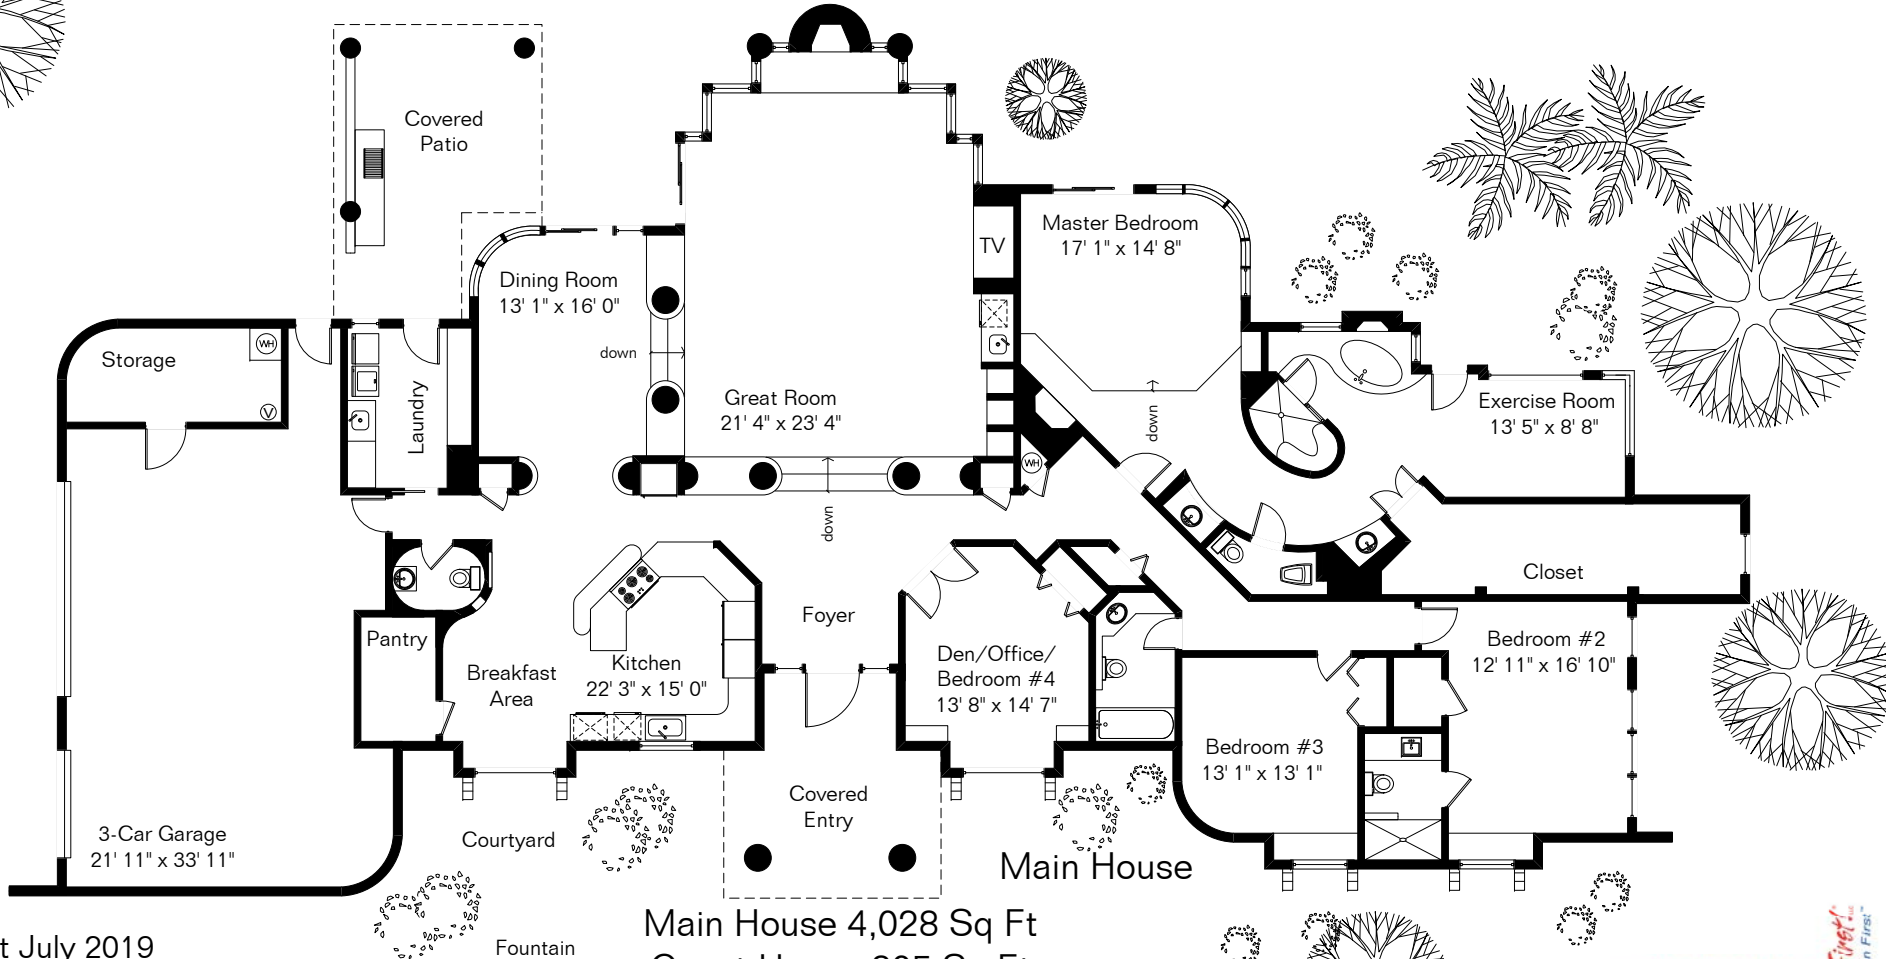 Covered
Patio
Master Bedroom
17' 1" x 14' 8"
TV
Dining Room
13' 1" x 16' 0"
down
WH
Storage
V
Laundry
Great Room
21' 4" x 23' 4"
down
Exercise Room
13' 5" x 8' 8"
WH
down
Closet
Foyer
Pantry
Kitchen
22' 3" x 15' 0"
Breakfast
Area
Den/Office/
Bedroom #4
13' 8" x 14' 7"
Bedroom #2
12' 11" x 16' 10"
Bedroom #3
13' 1" x 13' 1"
Covered
Entry
3-Car Garage
21' 11" x 33' 11"
Courtyard
Main House
Main House 4,028 Sq Ft
t July 2019
Fountain
First!
n First